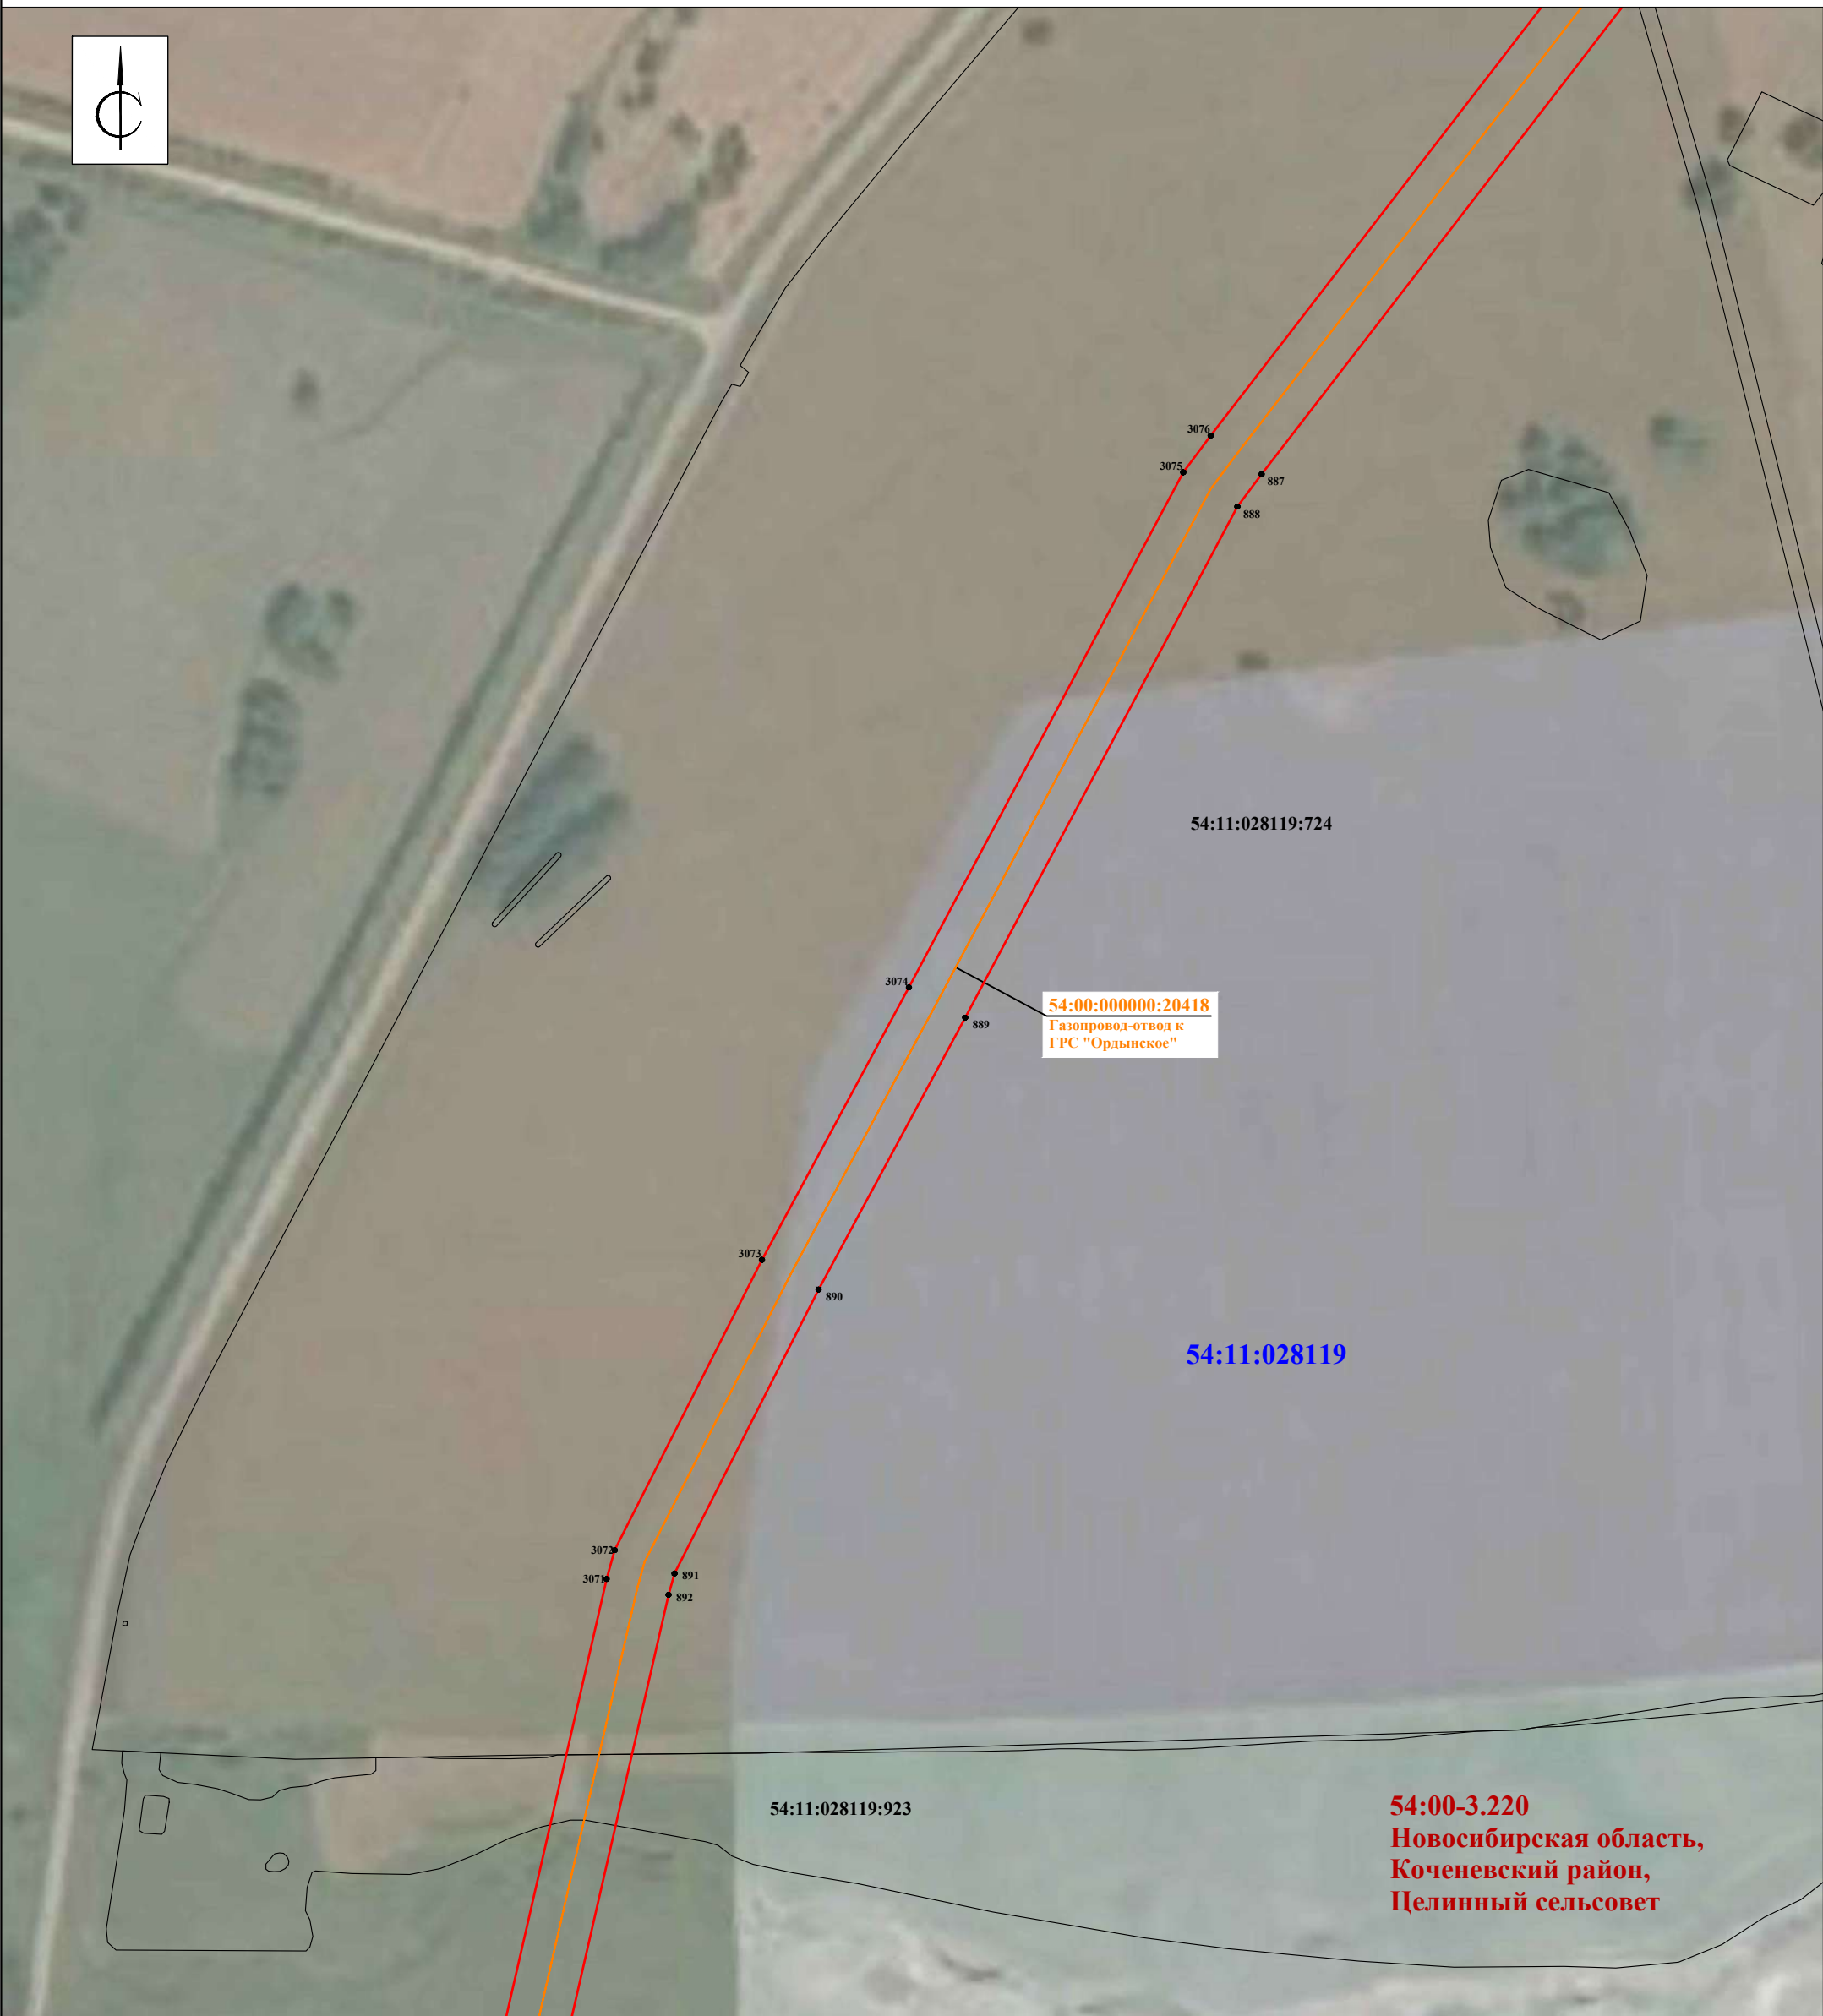 С
3076
3075
887
888
54:11:028119:724
3074
889
54:00:000000:20418
Газопровод-отвод к
ГРС "Ордынское"
3073
890
54:11:028119
3072
3071
891
892
54:11:028119:923
54:00-3.220
Новосибирская область,
Коченевский район,
Целинный сельсовет